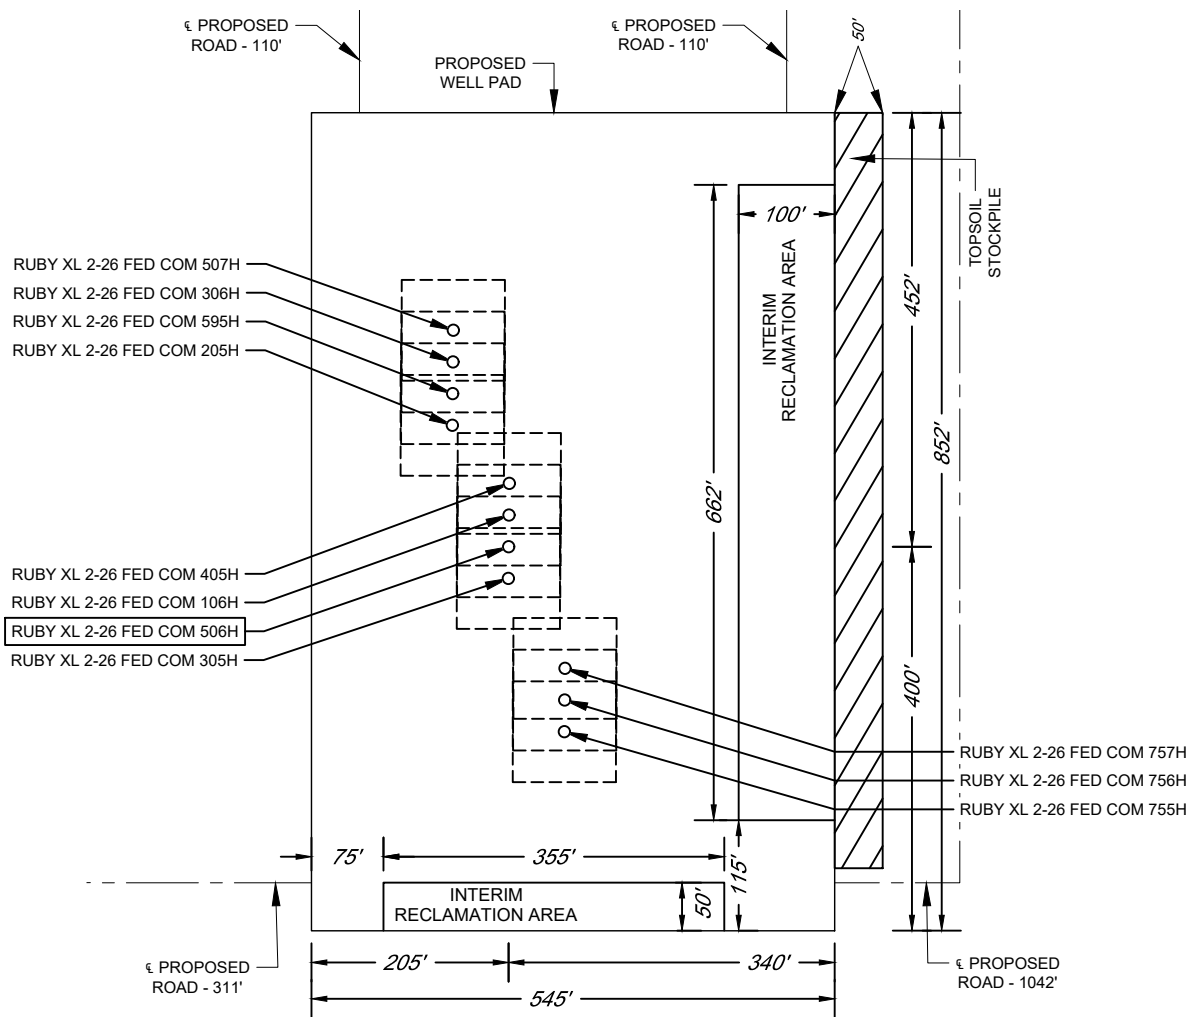 ℄ PROPOSED
ROAD - 110'
℄ PROPOSED
ROAD - 110'
50'
PROPOSED
WELL PAD
TOPSOIL
STOCKPILE
100'
INTERIM
RECLAMATION AREA
452'
852'
662'
400'
RUBY XL 2-26 FED COM 507H
RUBY XL 2-26 FED COM 306H
RUBY XL 2-26 FED COM 595H
RUBY XL 2-26 FED COM 205H
RUBY XL 2-26 FED COM 405H
RUBY XL 2-26 FED COM 106H
RUBY XL 2-26 FED COM 506H
RUBY XL 2-26 FED COM 305H
RUBY XL 2-26 FED COM 757H
RUBY XL 2-26 FED COM 756H
RUBY XL 2-26 FED COM 755H
75'
355'
115'
INTERIM
RECLAMATION AREA
50'
℄ PROPOSED
ROAD - 311'
205'
340'
℄ PROPOSED
ROAD - 1042'
545'